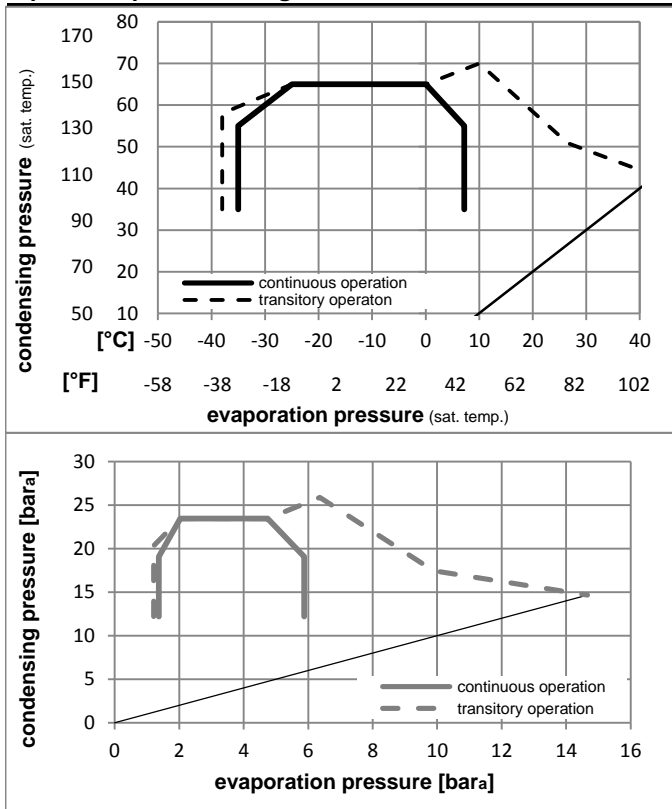 condensing pressure (sat. temp.)
170 80
70
150 60
130 50
110 40
90 30
70 20
50 10
continuous operation
transitory operaton
[°C] -50 -40 -30 -20 -10 0 10 20 30 40
[°F] -58 -38 -18 2 22 42 62 82 102
evaporation pressure (sat. temp.)
condensing pressure [bara]
30
25
20
15
10
5
0
continuous operation
transitory operation
0 2 4 6 8 10 12 14 16
evaporation pressure [bara]